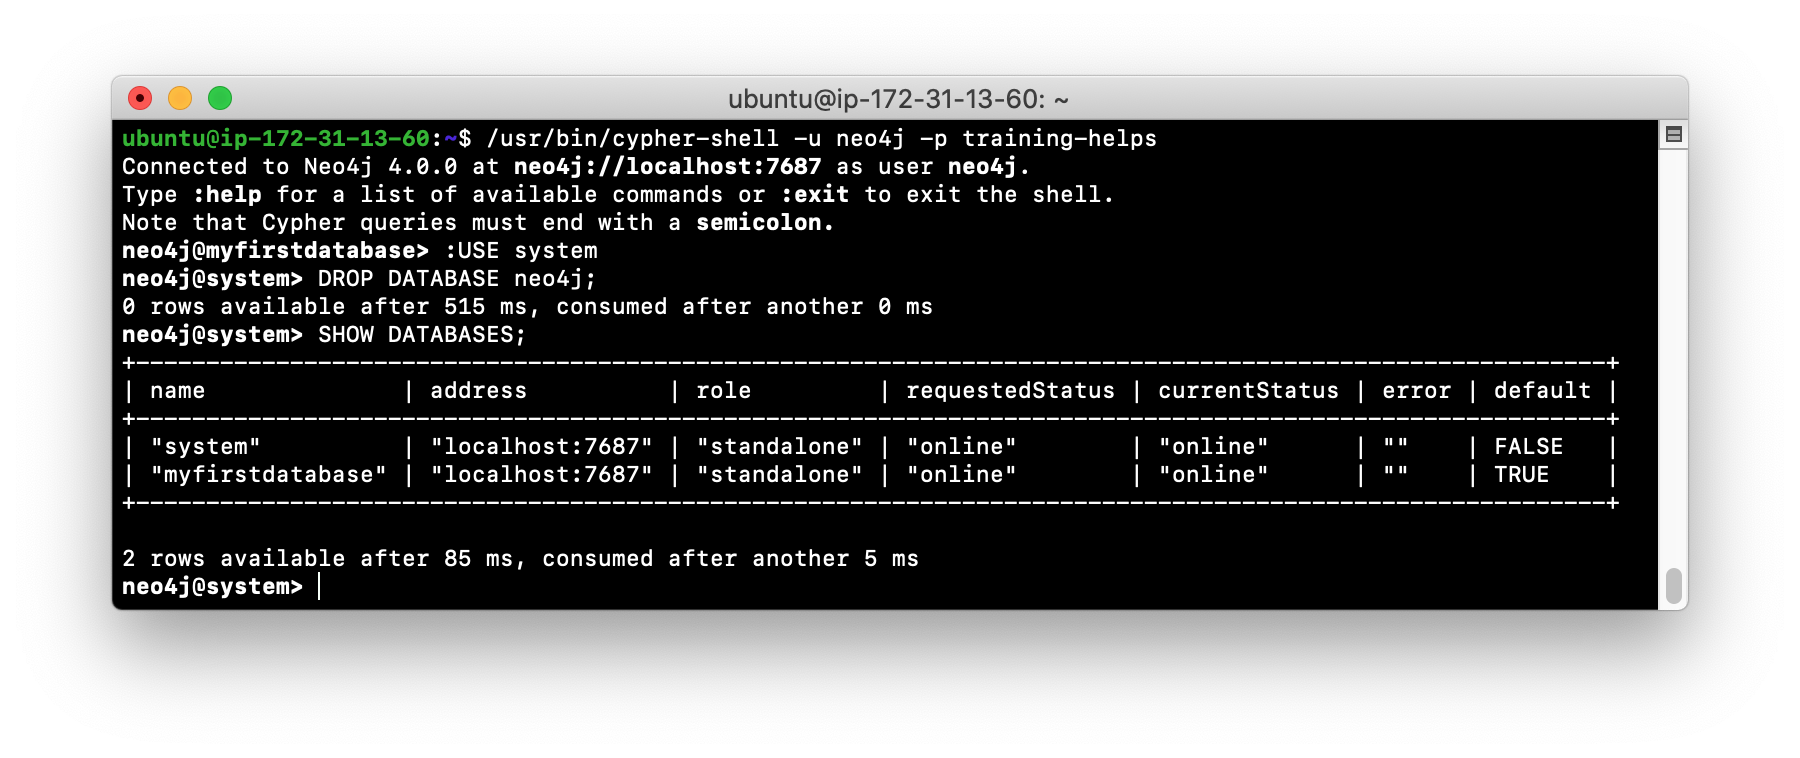 ubuntu@ip-172-31-13-60: ~
ubuntu@ip-172-31-13-60:~$ /usr/bin/cypher-shell -u neo4j -p training-helps
Connected to Neo4j 4.0.0 at neo4j://localhost:7687 as user neo4j.
Type :help for a list of available commands or :exit to exit the shell.
Note that Cypher queries must end with a semicolon.
neo4j@myfirstdatabase> :USE system
neo4j@system> DROP DATABASE neo4j;
0 rows available after 515 ms, consumed after another 0 ms
neo4j@system> SHOW DATABASES;
+----------------------------------------------------------------------------------------------------------+
| name              | address          | role         | requestedStatus | currentStatus | error | default |
+----------------------------------------------------------------------------------------------------------+
| "system"          | "localhost:7687" | "standalone" | "online"        | "online"      | ""    | FALSE   |
| "myfirstdatabase" | "localhost:7687" | "standalone" | "online"        | "online"      | ""    | TRUE    |
+----------------------------------------------------------------------------------------------------------+
2 rows available after 85 ms, consumed after another 5 ms
neo4j@system>